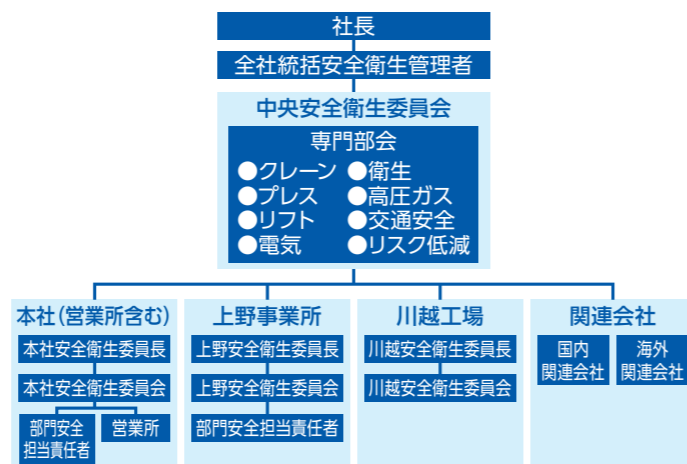 社長
全社統括安全衛生管理者
中央安全衛生委員会
専門部会
●クレーン ●衛生
●プレス ●高圧ガス
●リフト ●交通安全
●電気 ●リスク低減
本社(営業所含む)
本社安全衛生委員長
本社安全衛生委員会
部門安全
担当責任者
営業所
上野事業所
上野安全衛生委員長
上野安全衛生委員会
部門安全担当責任者
川越工場
川越安全衛生委員長
川越安全衛生委員会
関連会社
国内
関連会社
海外
関連会社